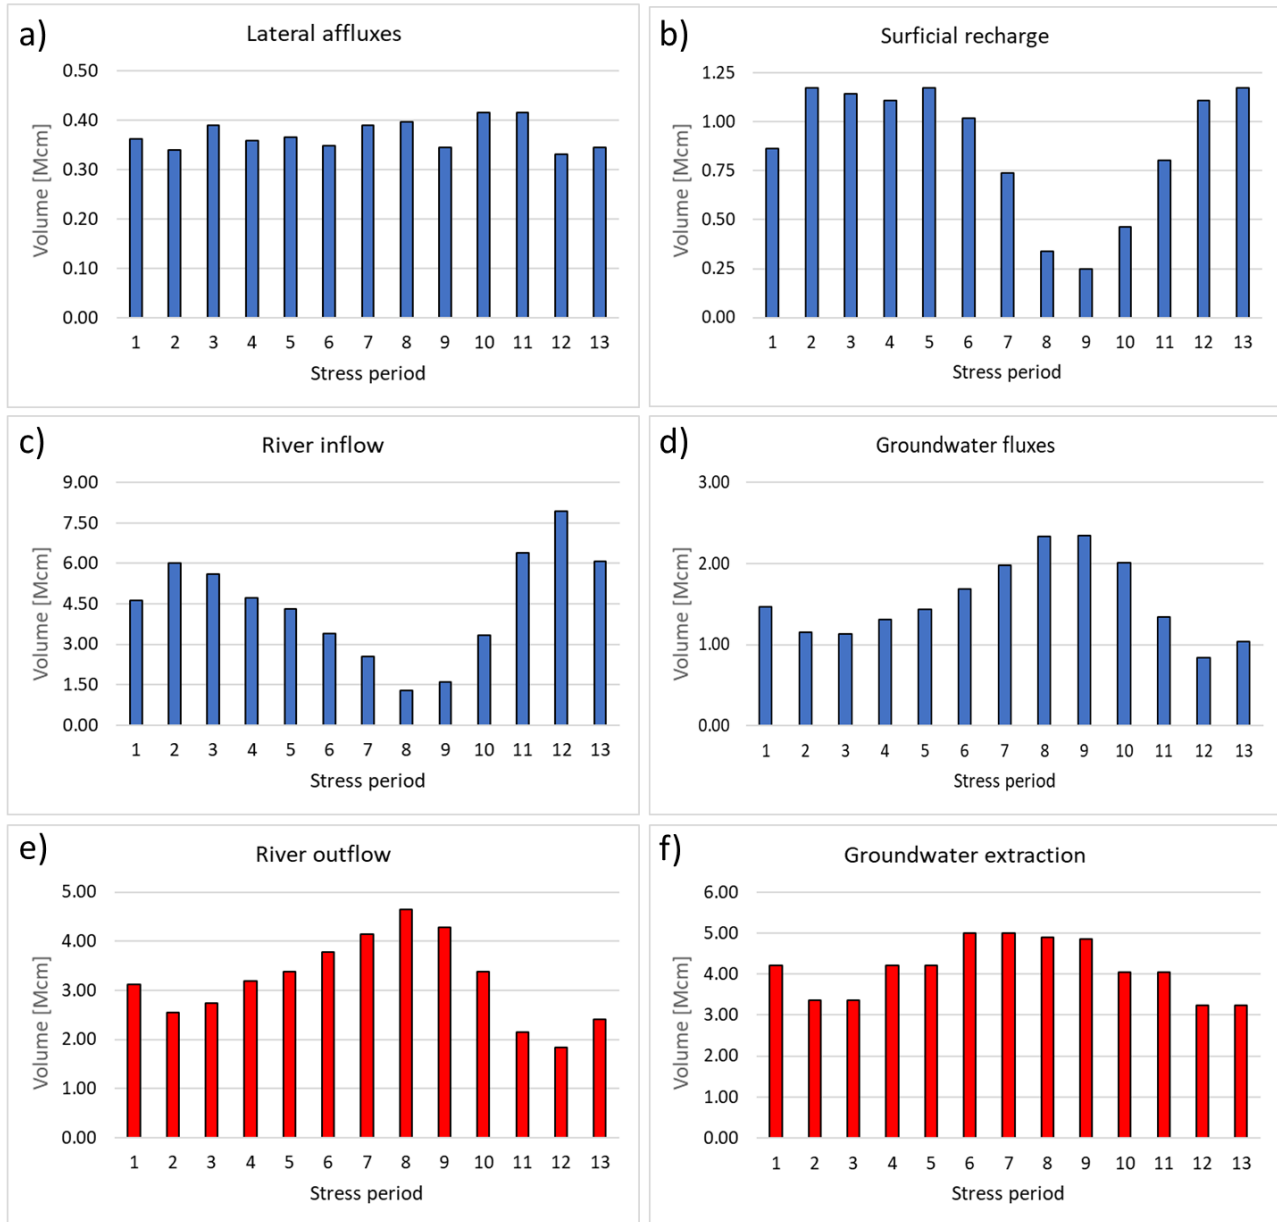 a)
Lateral affluxes
0.50
0.40
0.30
0.20
0.10
0.00
Volume [Mcm]
1 2 3 4 5 6 7 8 9 10 11 12 13
Stress period
b)
Surficial recharge
1.25
1.00
0.75
0.50
0.25
0.00
Volume [Mcm]
1 2 3 4 5 6 7 8 9 10 11 12 13
Stress period
c)
River inflow
9.00
7.50
6.00
4.50
3.00
1.50
0.00
Volume [Mcm]
1 2 3 4 5 6 7 8 9 10 11 12 13
Stress period
d)
Groundwater fluxes
3.00
2.00
1.00
0.00
Volume [Mcm]
1 2 3 4 5 6 7 8 9 10 11 12 13
Stress period
e)
River outflow
5.00
4.00
3.00
2.00
1.00
0.00
Volume [Mcm]
1 2 3 4 5 6 7 8 9 10 11 12 13
Stress period
f)
Groundwater extraction
6.00
5.00
4.00
3.00
2.00
1.00
0.00
Volume [Mcm]
1 2 3 4 5 6 7 8 9 10 11 12 13
Stress period